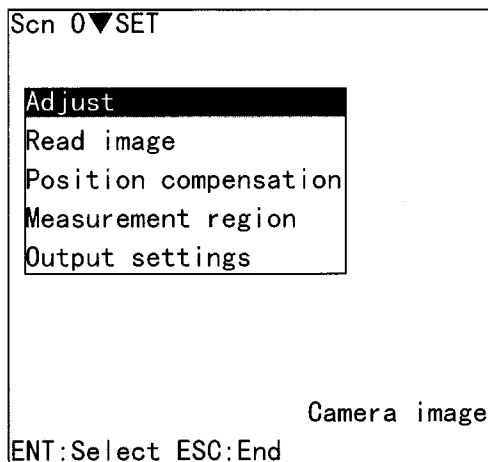 Scn 0▼SET
Adjust
Read image
Position compensation
Measurement region
Output settings
Camera image
ENT:Select ESC:End